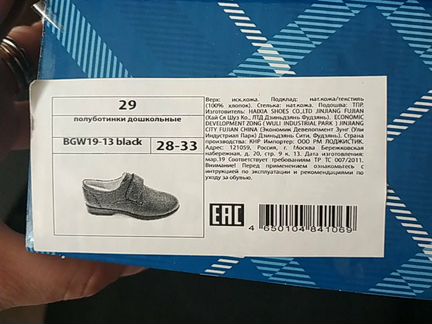 29
полуботинки дошкольные
BGW19-13 black
28-33
Верх: иск.кожа. Подклад: нат.кожа/текстиль
(100% хлопок). Стелька: нат.кожа. Подошва: ТПР.
Изготовитель: HAIDIA SHOES CO.,LTD JINJIANG FUJIAN
(Хай Ся Шуз Ко., ЛТД Дзиньдзянь Фудзянь).
ECONOMIC DEVELOPMENT ZONG ( WULI INDUSTRIAL PARK ) JINJIANG
CITY FUJIAN CHINA (Экономик Девелопмент Зунг (Ули
Индустриал Парк) Дзиньдзянь Сити, Фудзянь). Страна
производства: КНР Импортер: ООО РМ ЛОДЖИСТИК.
Адрес: 121059, Россия, г. Москва Бережковская
набережная, д. 20, стр. 9 к. 13. Дата изготовления:
мар.19 Соответствует требованиям ТР ТС 007/2011.
Внимание! Перед применением ознакомьтесь с
инструкцией по эксплуатации и рекомендациями по
уходу за обувью.
EAC
4 650104 841069